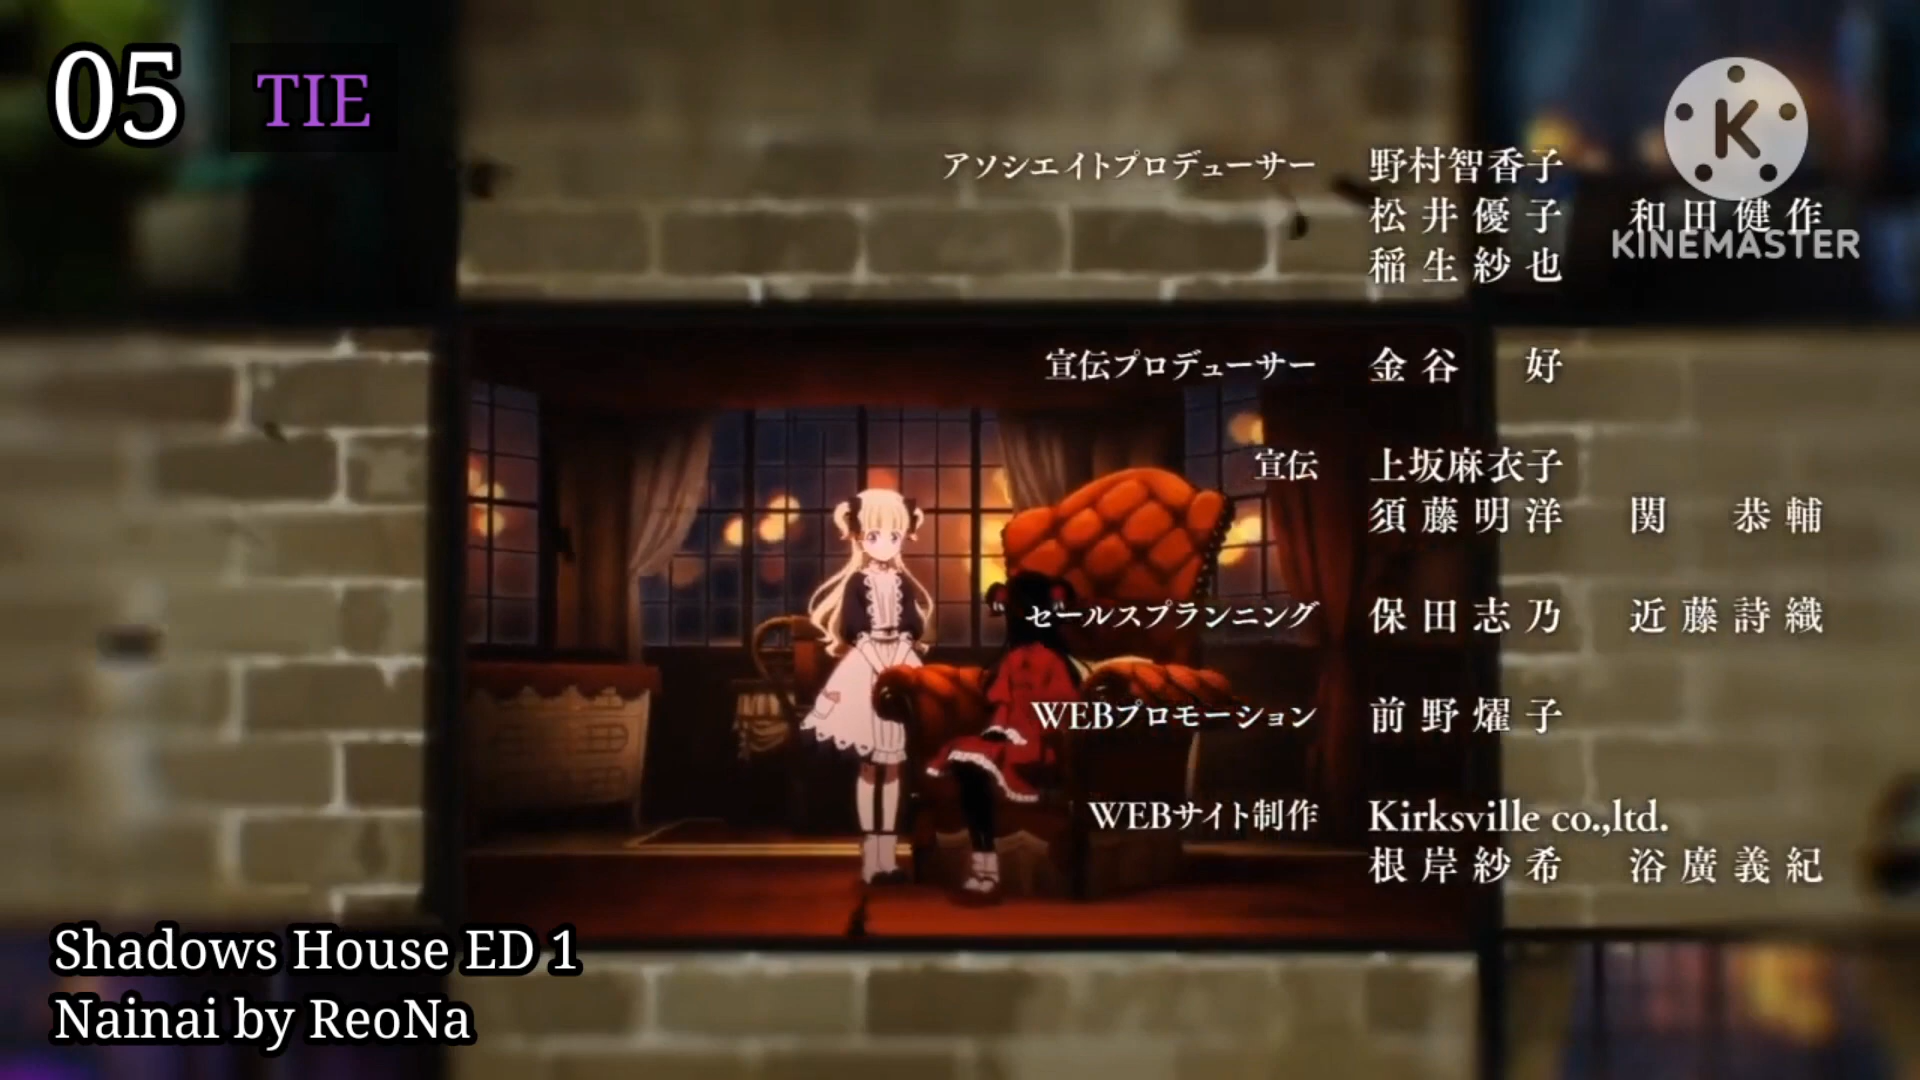 05 TIE
K
KINEMASTER
アソシエイトプロデューサー 野村智香子
松井優子 和田健作
稲生紗也
宣伝プロデューサー 金谷 好
宣伝 上坂麻衣子
須藤明洋 関 恭輔
セールスプランニング 保田志乃 近藤詩織
WEBプロモーション 前野燿子
WEBサイト制作 Kirksville co.,ltd.
根岸紗希 浴廣義紀
Shadows House ED 1
Nainai by ReoNa